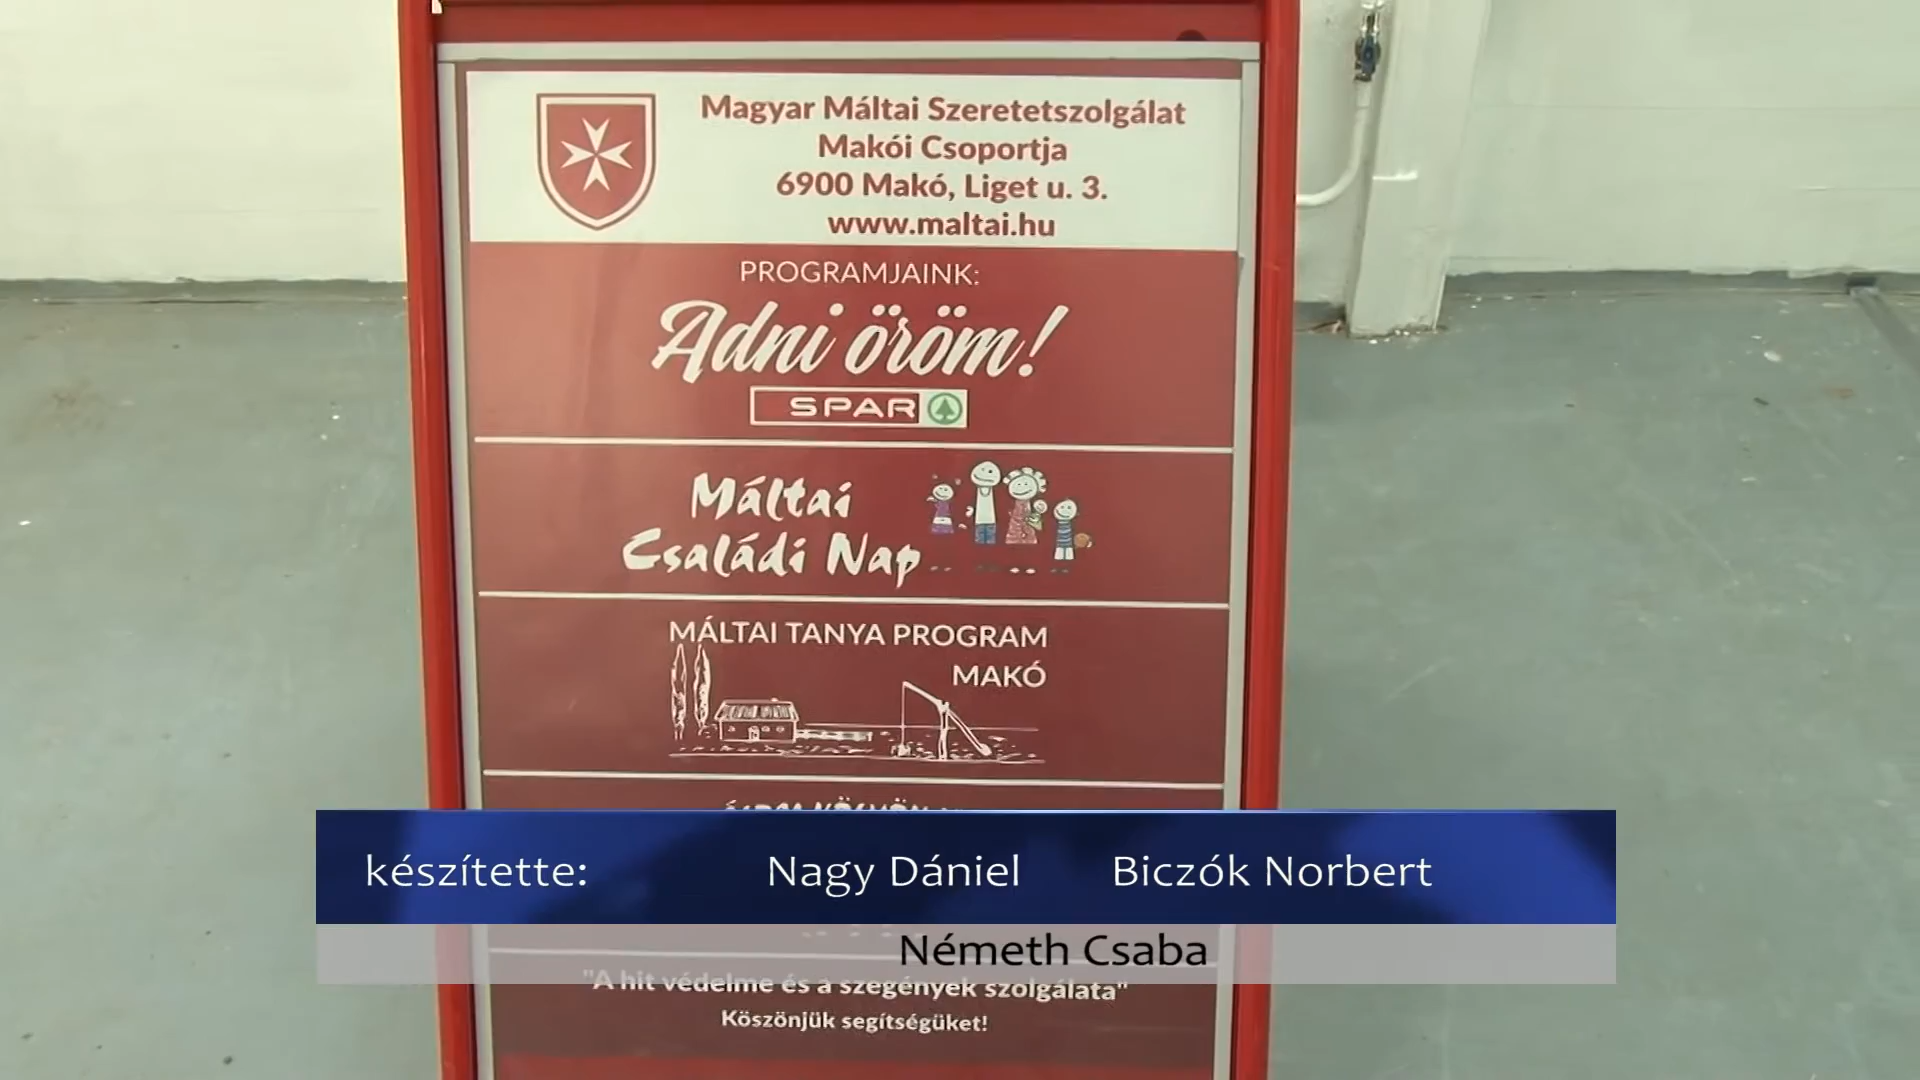 Magyar Máltai Szeretetszolgálat
Makói Csoportja
6900 Makó, Liget u. 3.
www.maltai.hu
PROGRAMJAINK:
Adni öröm!
SPAR
Máltai
Családi Nap
MÁLTAI TANYA PROGRAM
MAKÓ
készítette: Nagy Dániel Biczók Norbert
Németh Csaba
"A hit védelme és a szegények szolgálata"
Köszönjük segítségüket!